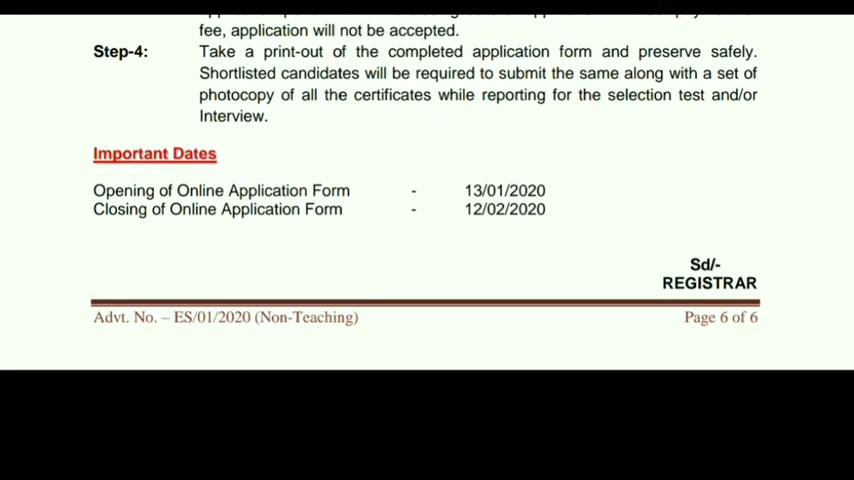 fee, application will not be accepted.
Step-4: Take a print-out of the completed application form and preserve safely.
Shortlisted candidates will be required to submit the same along with a set of
photocopy of all the certificates while reporting for the selection test and/or
Interview.
Important Dates
Opening of Online Application Form - 13/01/2020
Closing of Online Application Form - 12/02/2020
Sd/-
REGISTRAR
Advt. No. – ES/01/2020 (Non-Teaching) Page 6 of 6